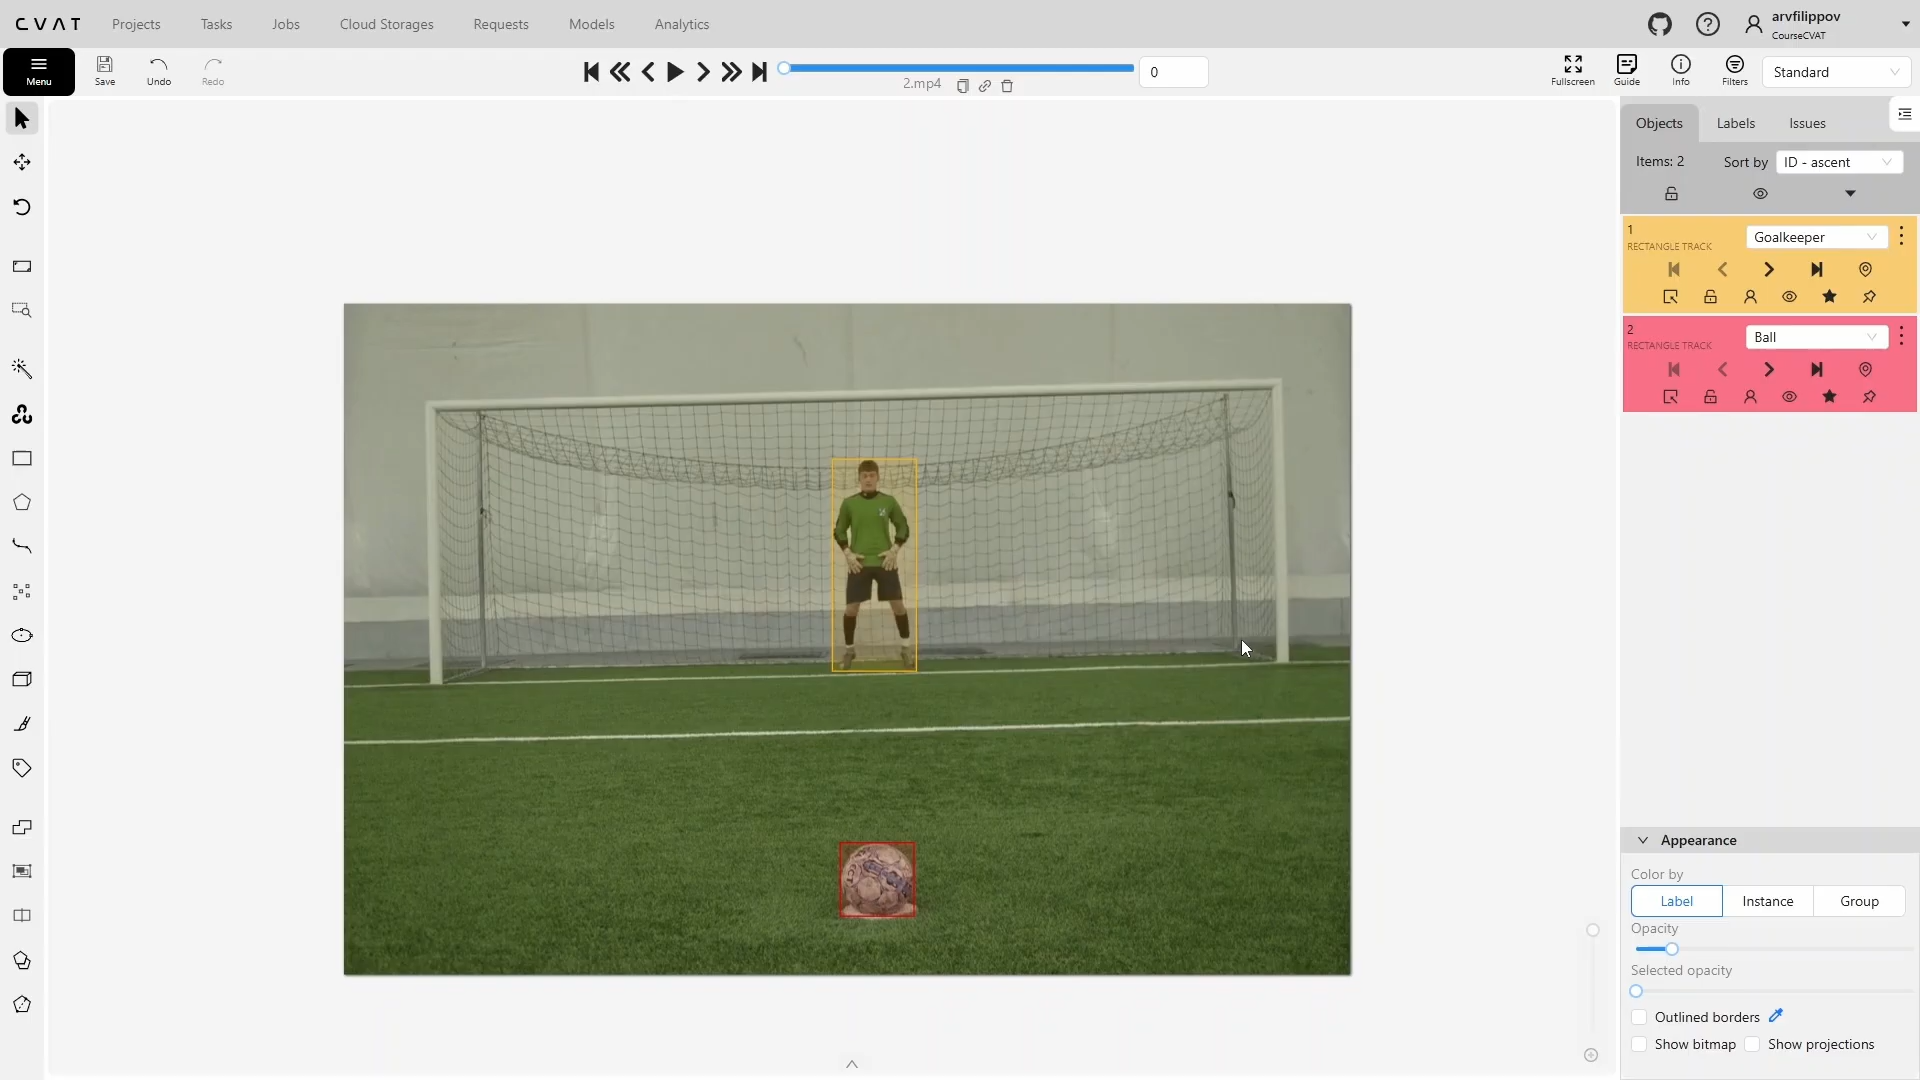 CVAT Projects Tasks Jobs Cloud Storages Requests Models Analytics arvfilippov
CourseCVAT
Menu Save Undo Redo 2.mp4 0 Fullscreen Guide Info Filters Standard
Objects Labels Issues
Items: 2 Sort by ID - ascent
1
RECTANGLE TRACK Goalkeeper
2
RECTANGLE TRACK Ball
Appearance
Color by
Label Instance Group
Opacity
Selected opacity
Outlined borders
Show bitmap Show projections